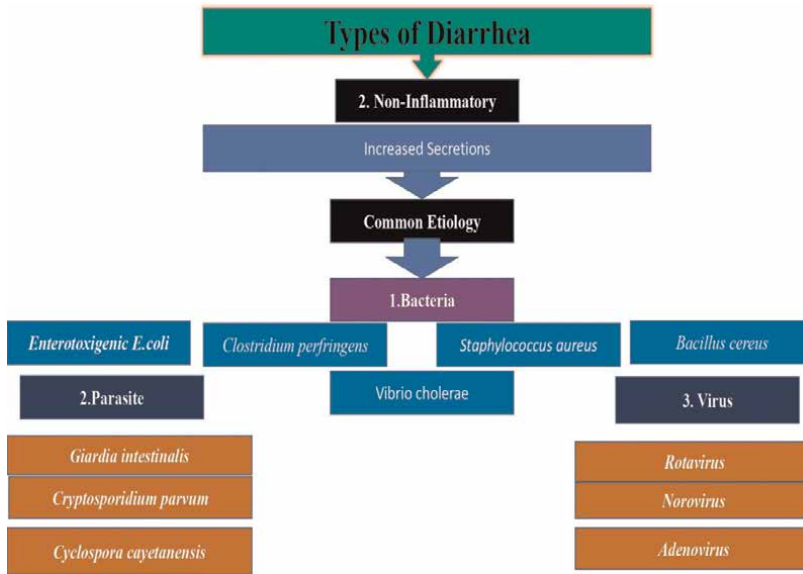 Types of Diarrhea
2. Non-Inflammatory
Increased Secretions
Common Etiology
1.Bacteria
Enterotoxigenic E.coli
Clostridium perfringens
Staphylococcus aureus
Bacillus cereus
Vibrio cholerae
2.Parasite
Giardia intestinalis
Cryptosporidium parvum
Cyclospora cayetanensis
3. Virus
Rotavirus
Norovirus
Adenovirus